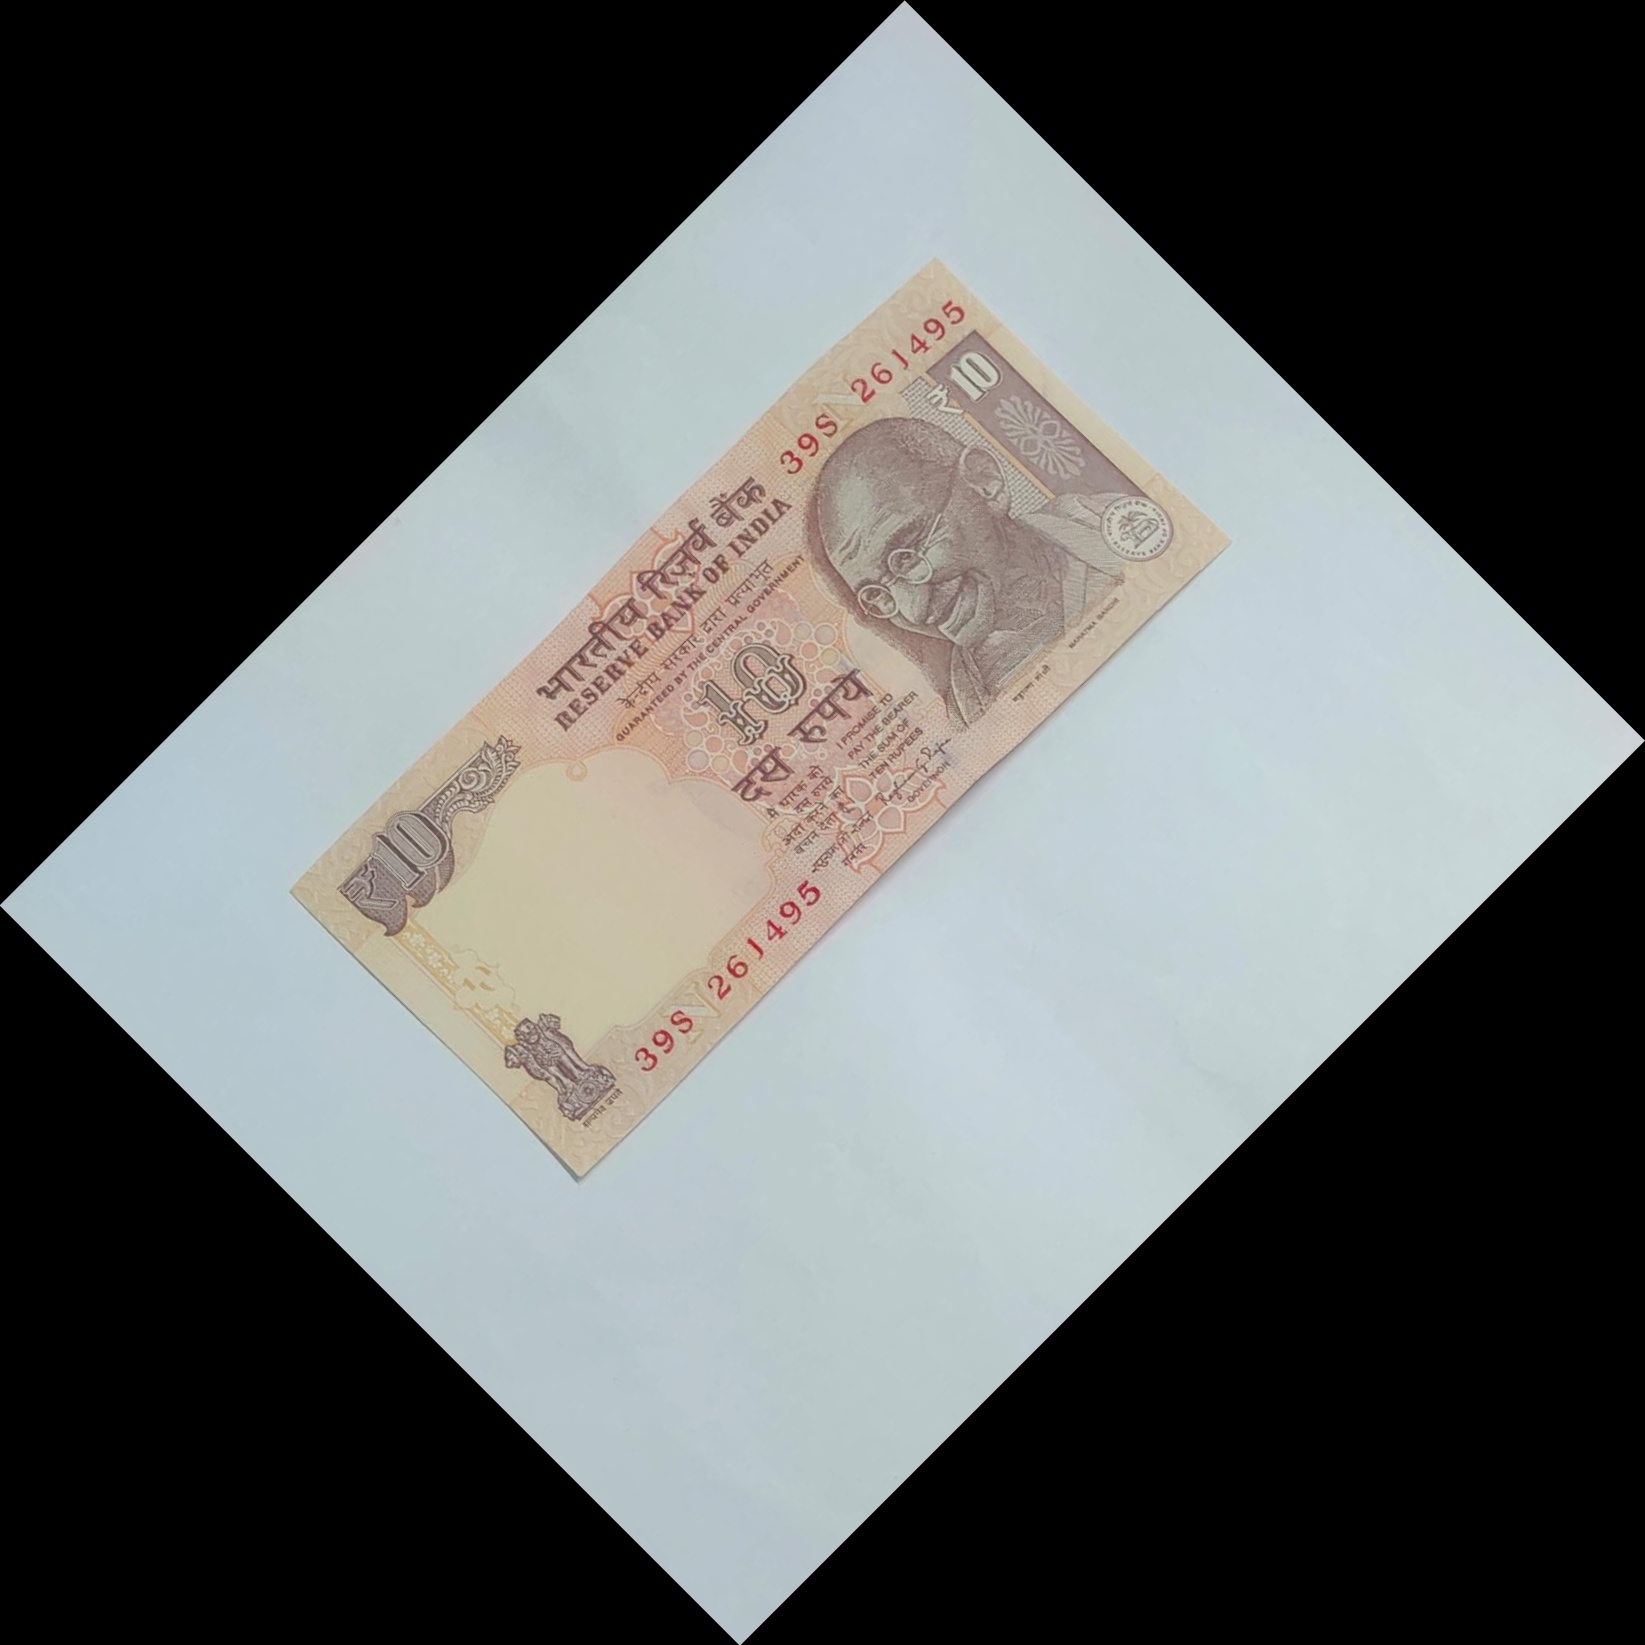 39S 261495
₹10
भारतीय रिज़र्व बैंक
RESERVE BANK OF INDIA
केन्द्रीय सरकार द्वारा प्रत्याभूत
GUARANTEED BY THE CENTRAL GOVERNMENT
10
दस रुपये
₹10
मैं धारक को
दस रुपये
अदा करने का
वचन देता हूँ
गवर्नर
I PROMISE TO
PAY THE BEARER
THE SUM OF
TEN RUPEES
GOVERNOR
39S 261495
सत्यमेव जयते
महात्मा गांधी
MAHATMA GANDHI